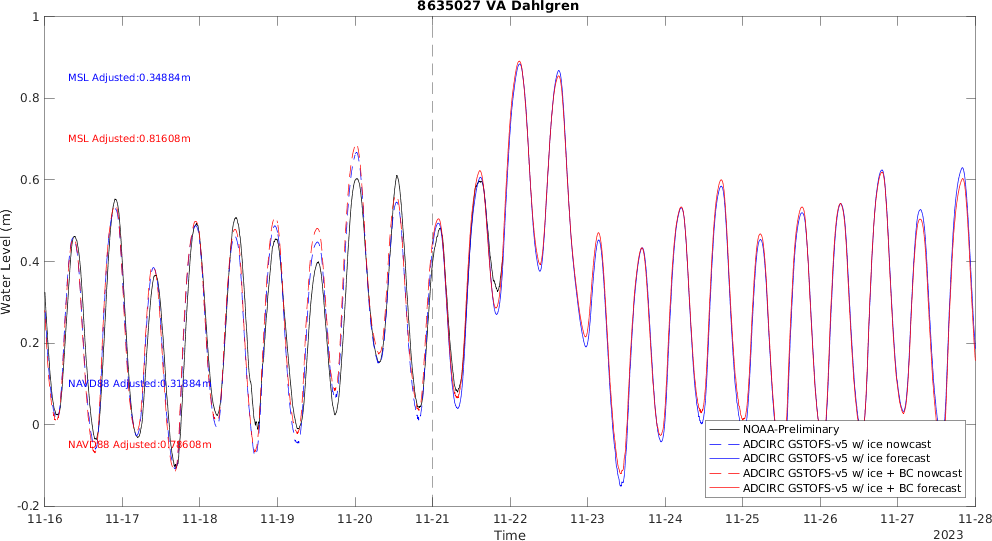 8635027 VA Dahlgren
Water Level (m)
1
0.8
0.6
0.4
0.2
0
-0.2
MSL Adjusted:0.34884m
MSL Adjusted:0.81608m
NAVD88 Adjusted:0.31884m
NAVD88 Adjusted:0.78608m
NOAA-Preliminary
ADCIRC GSTOFS-v5 w/ ice nowcast
ADCIRC GSTOFS-v5 w/ ice forecast
ADCIRC GSTOFS-v5 w/ ice + BC nowcast
ADCIRC GSTOFS-v5 w/ ice + BC forecast
11-16 11-17 11-18 11-19 11-20 11-21 11-22 11-23 11-24 11-25 11-26 11-27 11-28
Time
2023